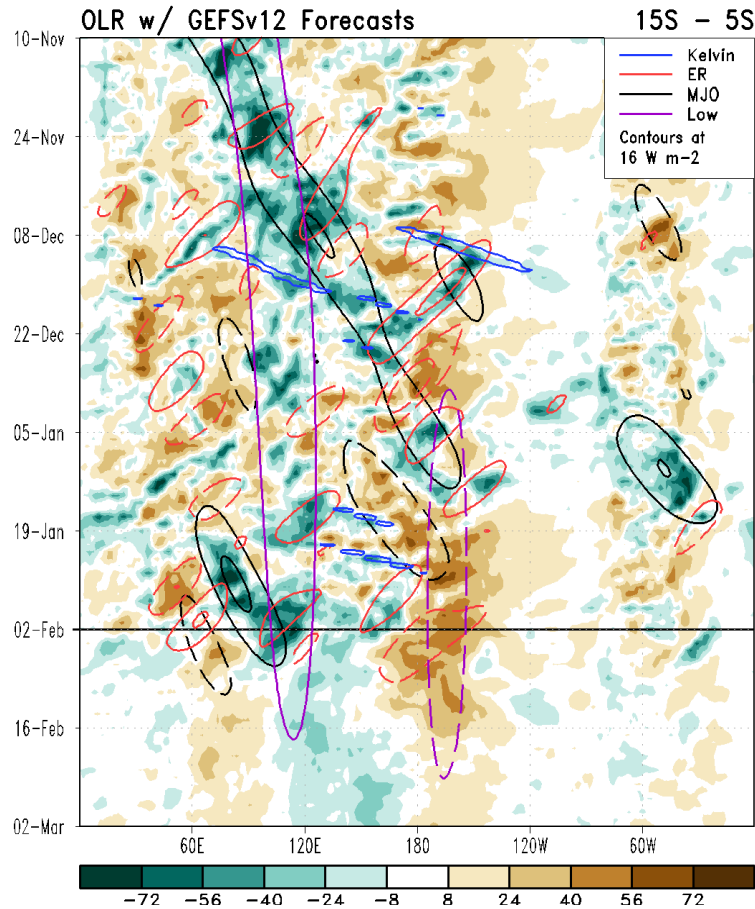 OLR w/ GEFSv12 Forecasts 15S - 5S
10-Nov
24-Nov
08-Dec
22-Dec
05-Jan
19-Jan
02-Feb
16-Feb
02-Mar
Kelvin
ER
MJO
Low
Contours at
16 W m-2
60E 120E 180 120W 60W
-72 -56 -40 -24 -8 8 24 40 56 72